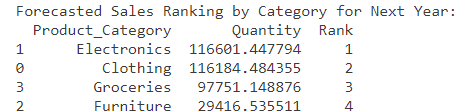 Forecasted Sales Ranking by Category for Next Year:
Product_Category Quantity Rank
1 Electronics 116601.447794 1
0 Clothing 116184.484355 2
3 Groceries 97751.148876 3
2 Furniture 29416.535511 4